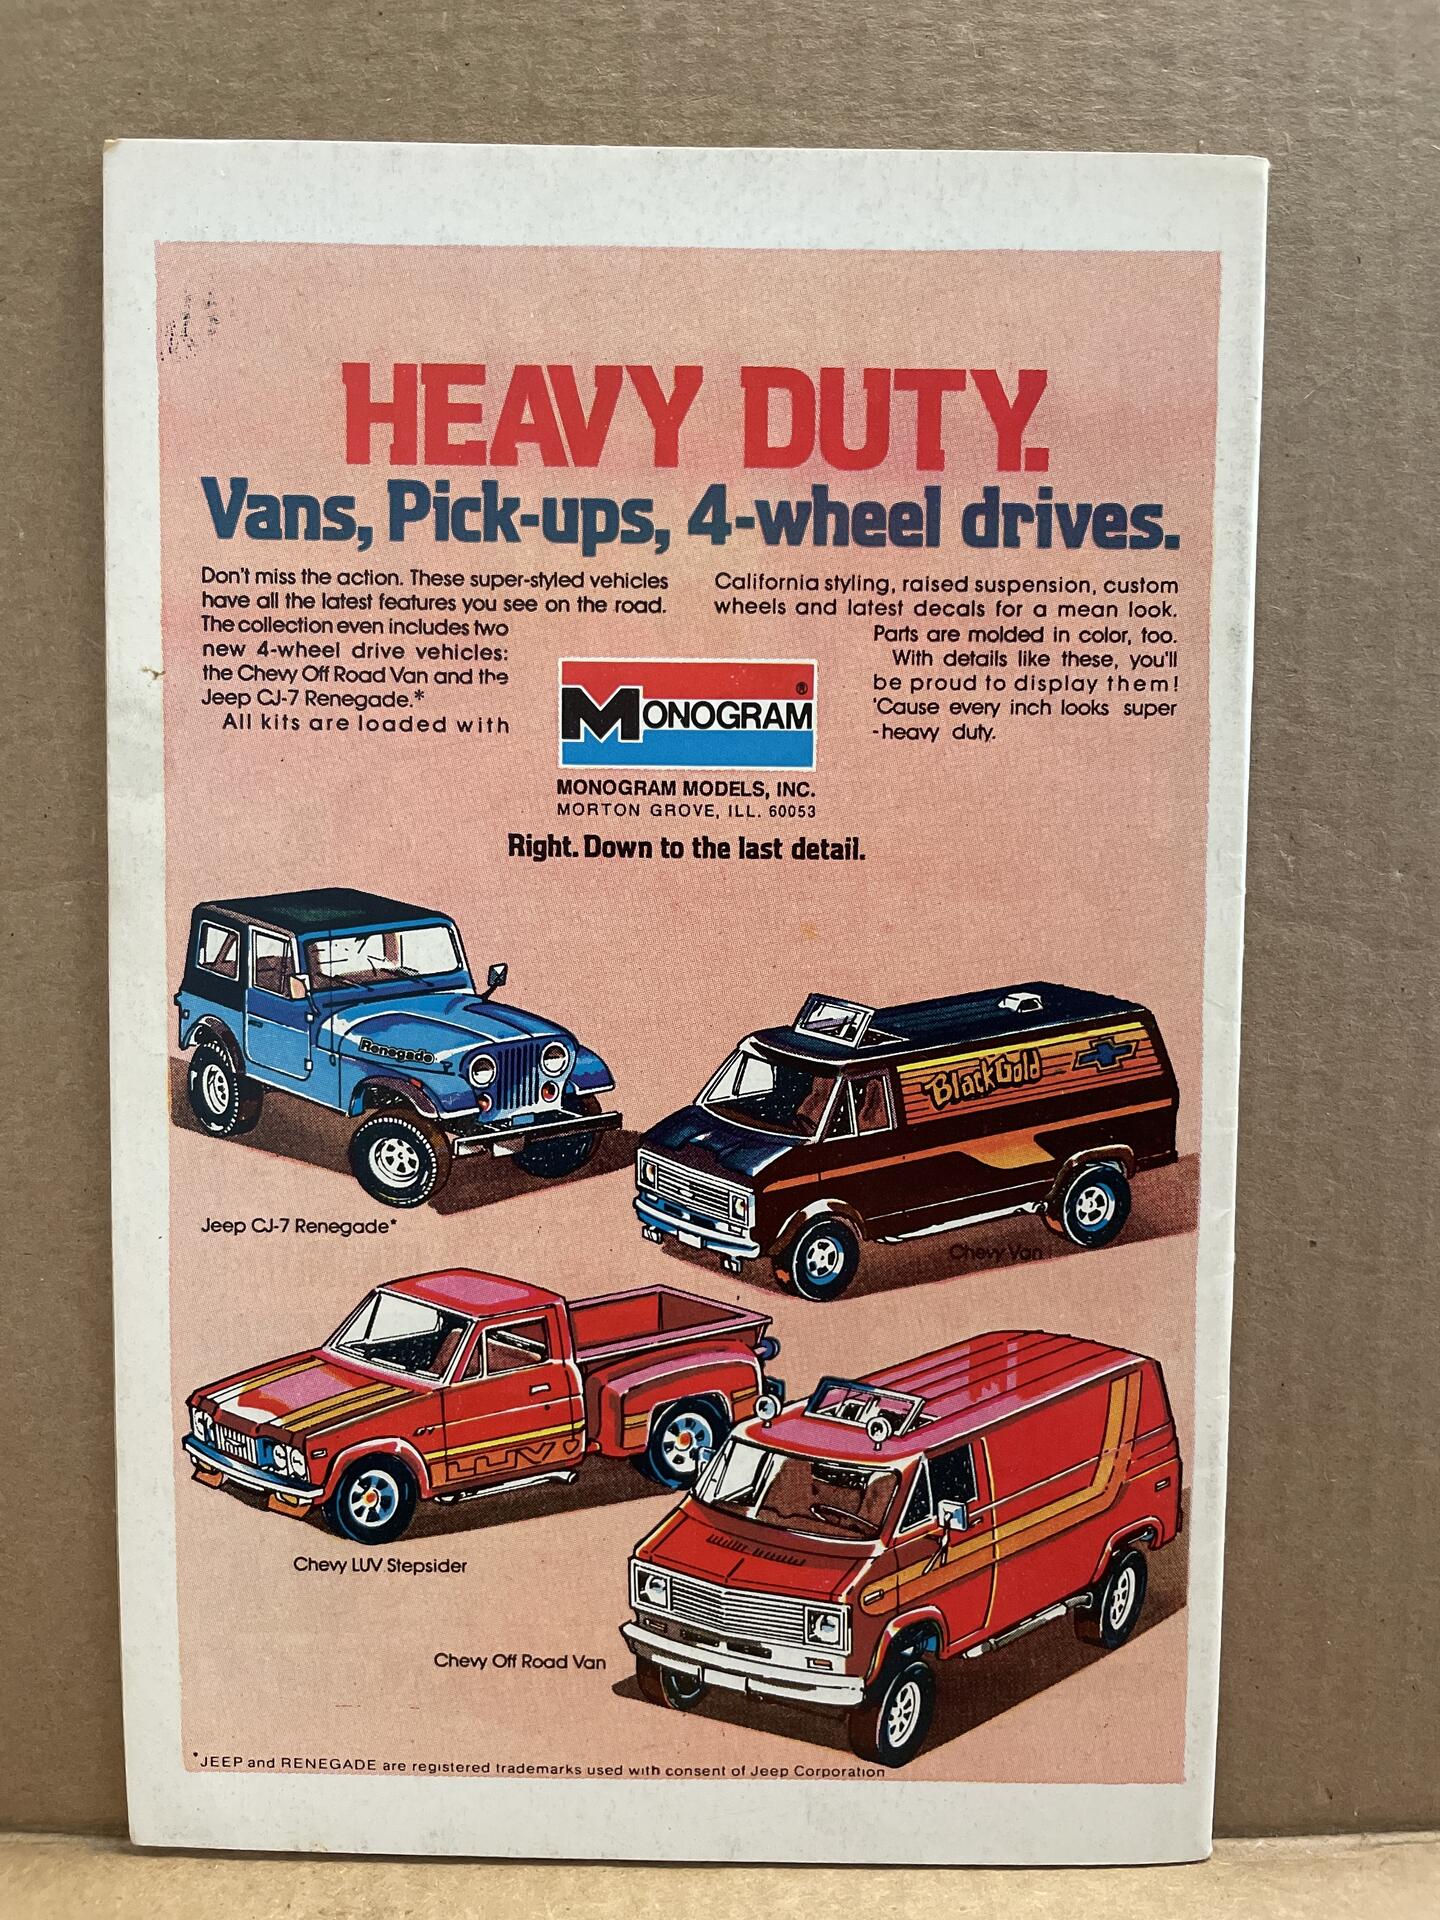 HEAVY DUTY.
Vans, Pick-ups, 4-wheel drives.
Don't miss the action. These super-styled vehicles
have all the latest features you see on the road.
The collection even includes two
new 4-wheel drive vehicles:
the Chevy Off Road Van and the
Jeep CJ-7 Renegade.*
All kits are loaded with
California styling, raised suspension, custom
wheels and latest decals for a mean look.
Parts are molded in color, too.
With details like these, you'll
be proud to display them!
'Cause every inch looks super
-heavy duty.
MONOGRAM ®
MONOGRAM MODELS, INC.
MORTON GROVE, ILL. 60053
Right. Down to the last detail.
Renegade
Jeep CJ-7 Renegade*
Black Gold
Chevy Van
LUV
Chevy LUV Stepsider
Chevy Off Road Van
*JEEP and RENEGADE are registered trademarks used with consent of Jeep Corporation